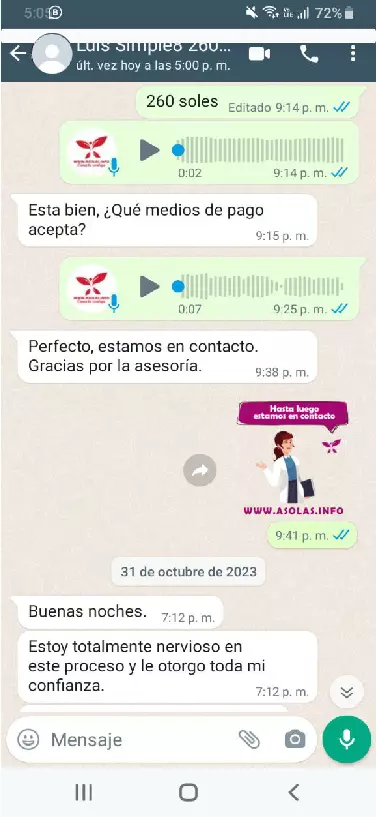 5:05 72%
Luis Simple8 260...
últ. vez hoy a las 5:00 p. m.
260 soles Editado 9:14 p. m.
0:02 9:14 p. m.
Esta bien, ¿Qué medios de pago
acepta?
9:15 p. m.
0:07 9:25 p. m.
Perfecto, estamos en contacto.
Gracias por la asesoría.
9:38 p. m.
Hasta luego
estamos en contacto
WWW.ASOLAS.INFO
9:41 p. m.
31 de octubre de 2023
Buenas noches. 7:12 p. m.
Estoy totalmente nervioso en
este proceso y le otorgo toda mi
confianza.
7:12 p. m.
Mensaje